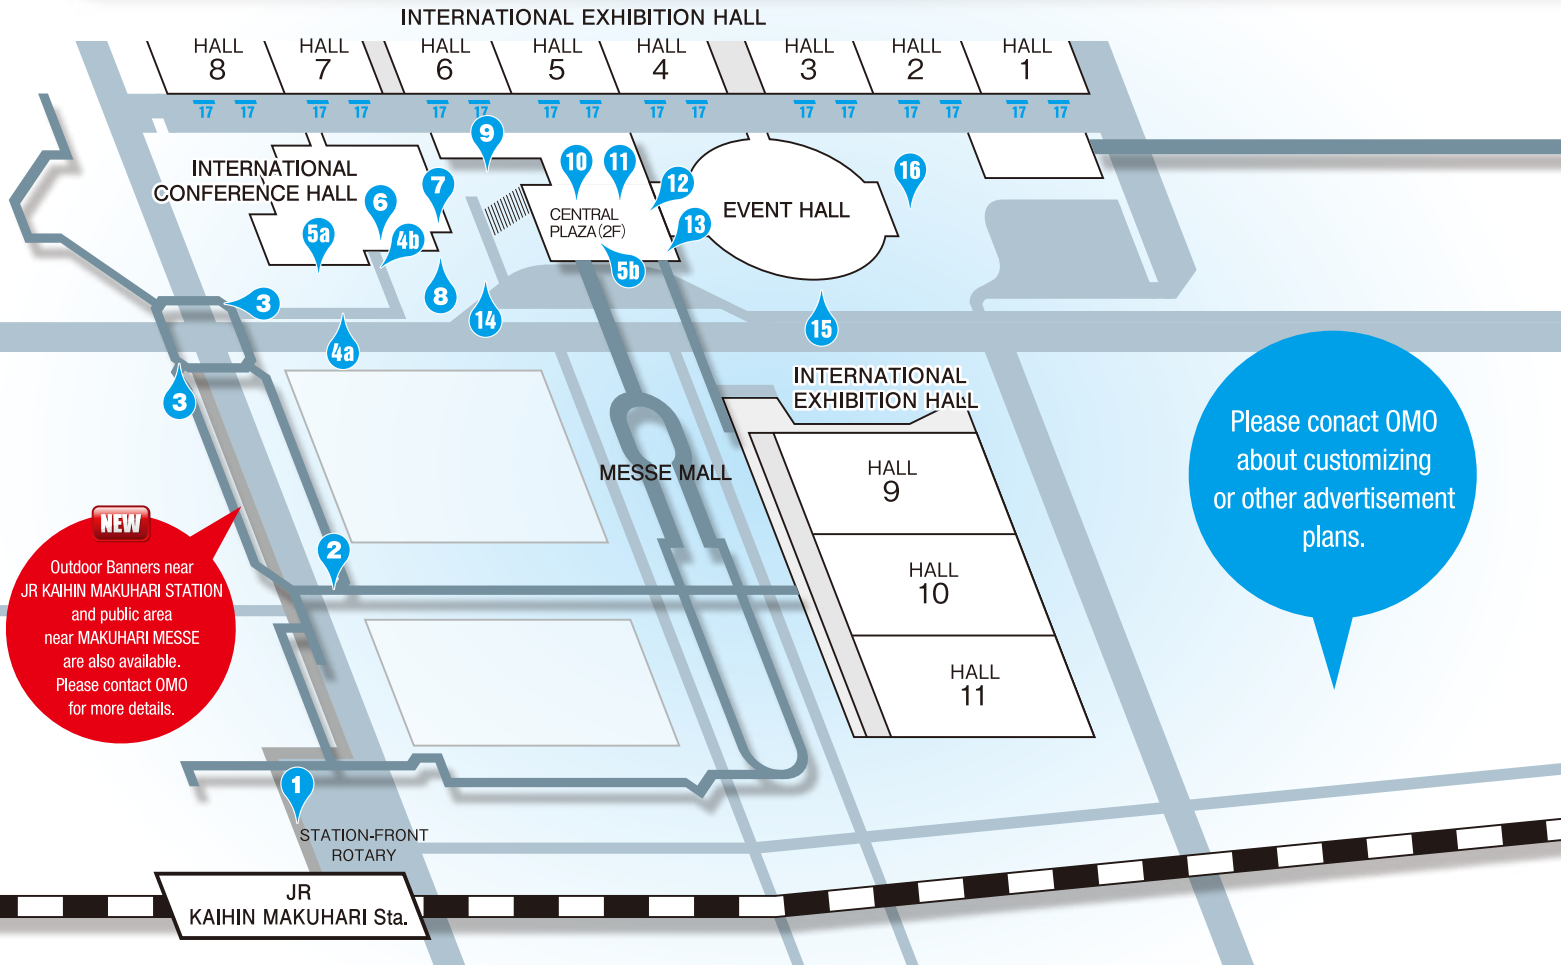 INTERNATIONAL EXHIBITION HALL
HALL
8
HALL
7
HALL
6
HALL
5
HALL
4
HALL
3
HALL
2
HALL
1
17 17 17 17 17 17 17 17 17 17 17 17 17 17 17 17
INTERNATIONAL
CONFERENCE HALL
9
10
11
12
13
16
7
6
5a
4b
CENTRAL
PLAZA (2F)
EVENT HALL
5b
8
14
15
3
4a
3
INTERNATIONAL
EXHIBITION HALL
MESSE MALL
HALL
9
HALL
10
HALL
11
Please conact OMO
about customizing
or other advertisement
plans.
NEW
Outdoor Banners near
JR KAIHIN MAKUHARI STATION
and public area
near MAKUHARI MESSE
are also available.
Please contact OMO
for more details.
2
1
STATION-FRONT
ROTARY
JR
KAIHIN MAKUHARI Sta.